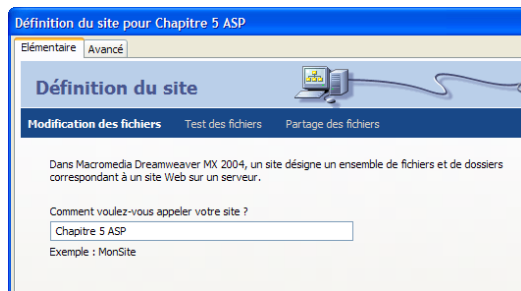 Définition du site pour Chapitre 5 ASP
Elémentaire Avancé
Définition du site
Modification des fichiers Test des fichiers Partage des fichiers
Dans Macromedia Dreamweaver MX 2004, un site désigne un ensemble de fichiers et de dossiers
correspondant à un site Web sur un serveur.
Comment voulez-vous appeler votre site ?
Chapitre 5 ASP
Exemple : MonSite